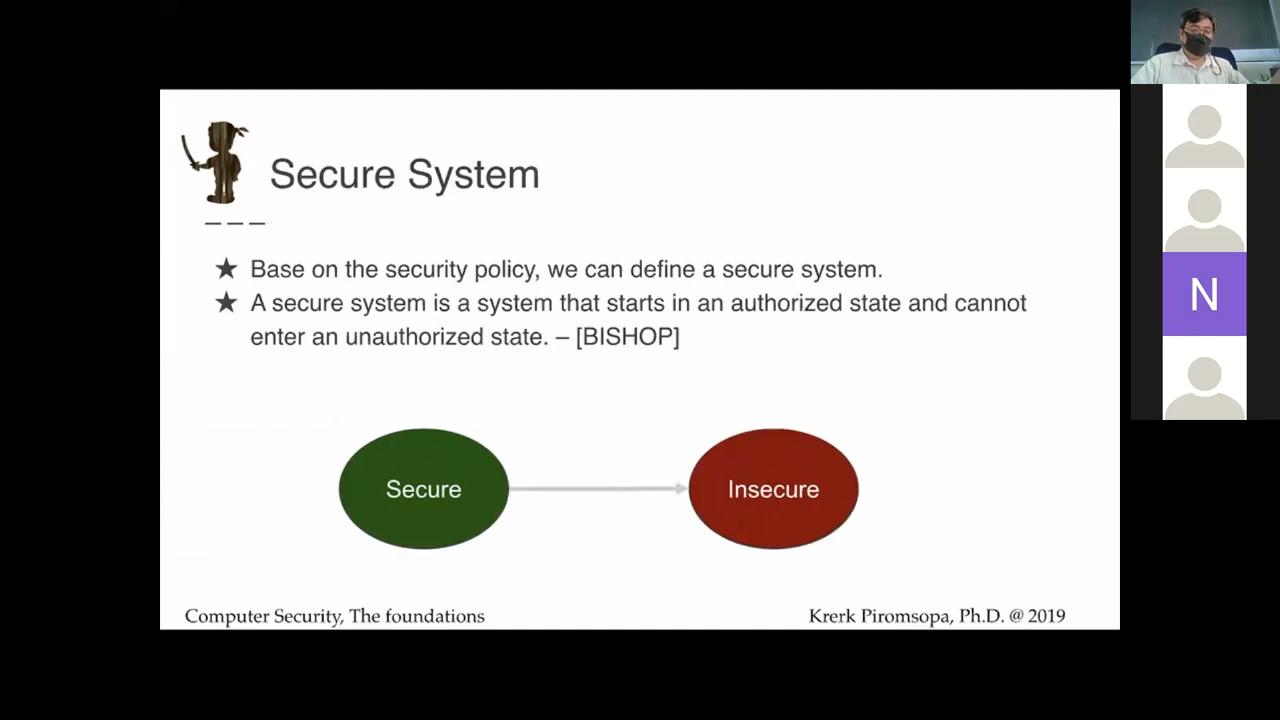 Secure System
★ Base on the security policy, we can define a secure system.
★ A secure system is a system that starts in an authorized state and cannot
enter an unauthorized state. – [BISHOP]
Secure
Insecure
Computer Security, The foundations
Krerk Piromsopa, Ph.D. @ 2019
N